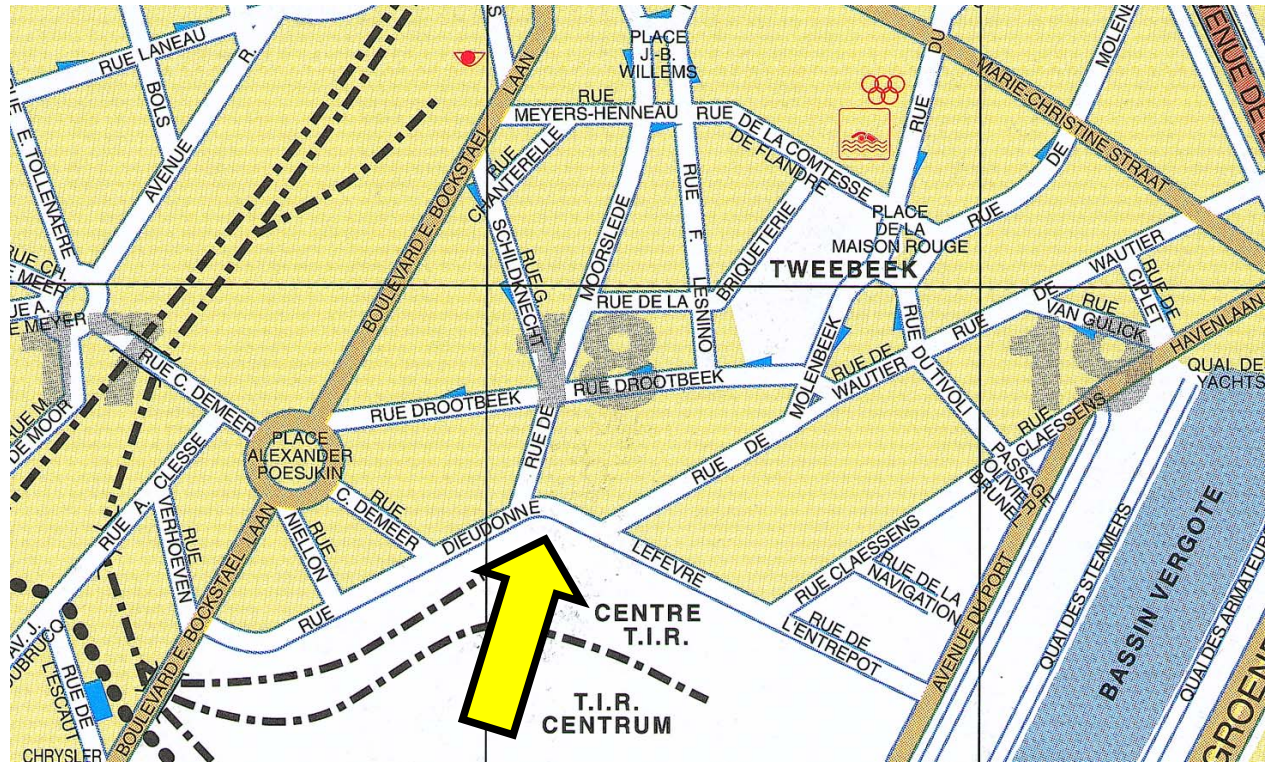 RUE LANEAU
BOIS
AVENUE R.
E. TOLLENAERE
RUE CH.
DE MEER
RUE A.
DE MEYER
17
DE MOOR
RUE C. DEMEER
RUE A. CLESSE
RUE
VERHOEVEN
AV. J.
DUBRUCQ
RUE DE
L'ESCAUT
CHRYSLER
BOULEVARD E. BOCKSTAEL LAAN
PLACE
ALEXANDER
POESJKIN
RUE
C. DEMEER
RUE
NIELLON
BOULEVARD E. BOCKSTAEL LAAN
PLACE
J.-B.
WILLEMS
RUE
MEYERS-HENNEAU
RUE
CHANTERELLE
RUE G.
SCHILDKNECHT
RUE DE
MOORSLEDE
RUE F.
LESNINO
RUE DE LA COMTESSE
DE FLANDRE
RUE DE LA
BRIQUETERIE
18
RUE DROOTBEEK
RUE DROOTBEEK
RUE DIEUDONNE
LEFEVRE
CENTRE
T.I.R.
T.I.R.
CENTRUM
RUE DU
PLACE
DE LA
MAISON ROUGE
TWEEBEEK
MOLENBEEK
RUE DE
MOLENBEEK
MARIE-CHRISTINE STRAAT
AVENUE DE
RUE DE
WAUTIER
RUE DE
WAUTIER
RUE DE
RUE DU TIVOLI
RUE DE
CIPLET
RUE
VAN GULICK
19
HAVENLAAN
QUAI DES
YACHTS
RUE
CLAESSENS
PASSAGE
OLIVIER
BRUNEL
RUE CLAESSENS
RUE DE LA
NAVIGATION
RUE DE
L'ENTREPOT
AVENUE DU PORT
QUAI DES STEAMERS
BASSIN VERGOTE
QUAI DES ARMATEURS